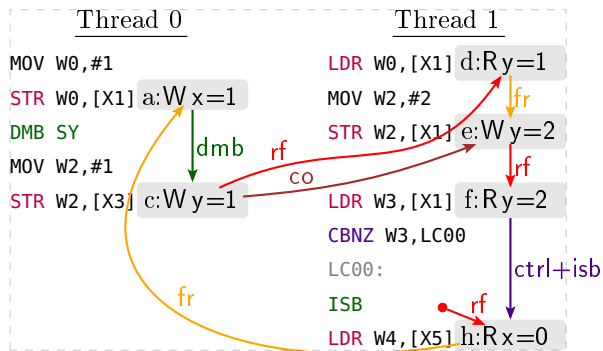 Thread 0
MOV W0,#1
STR W0,[X1] a:W x=1
DMB SY
dmb
MOV W2,#1
STR W2,[X3] c:W y=1
fr
Thread 1
LDR W0,[X1] d:R y=1
MOV W2,#2
fr
STR W2,[X1] e:W y=2
rf
co
rf
LDR W3,[X1] f:R y=2
CBNZ W3,LC00
LC00:
ctrl+isb
ISB
rf
LDR W4,[X5] h:R x=0